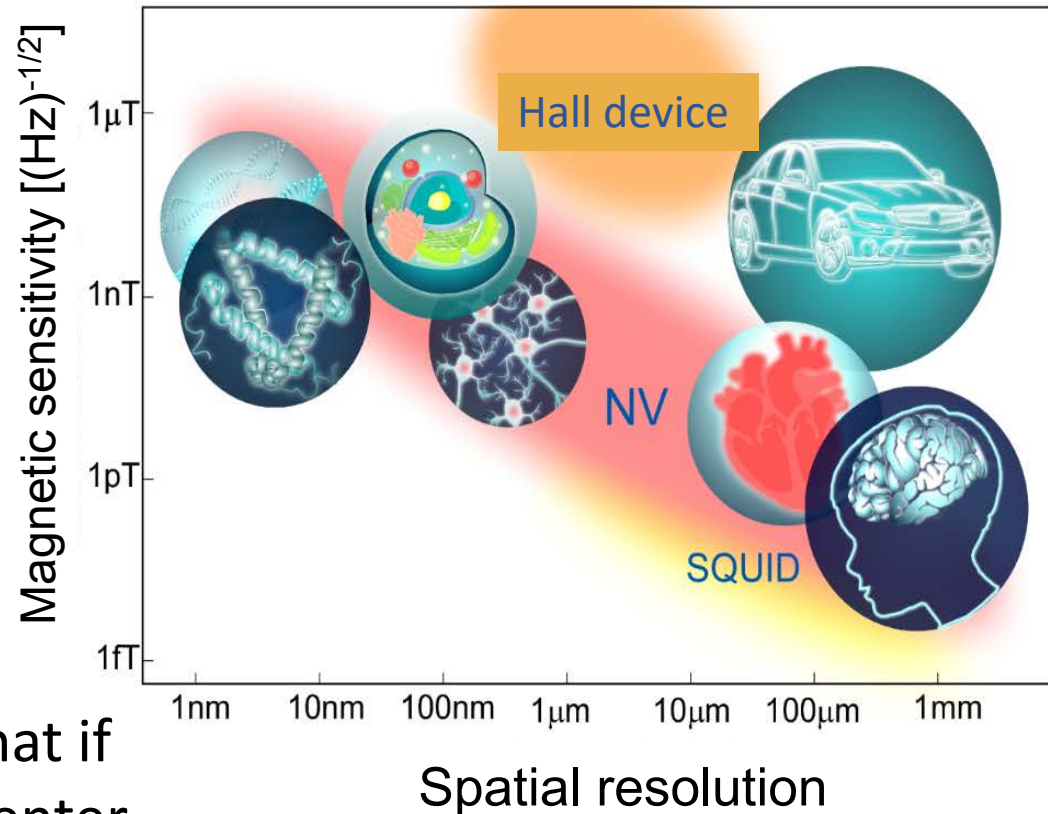 Magnetic sensitivity [(Hz)⁻¹/²]
1μT
1nT
1pT
1fT
Hall device
NV
SQUID
1nm 10nm 100nm 1μm 10μm 100μm 1mm
Spatial resolution
if